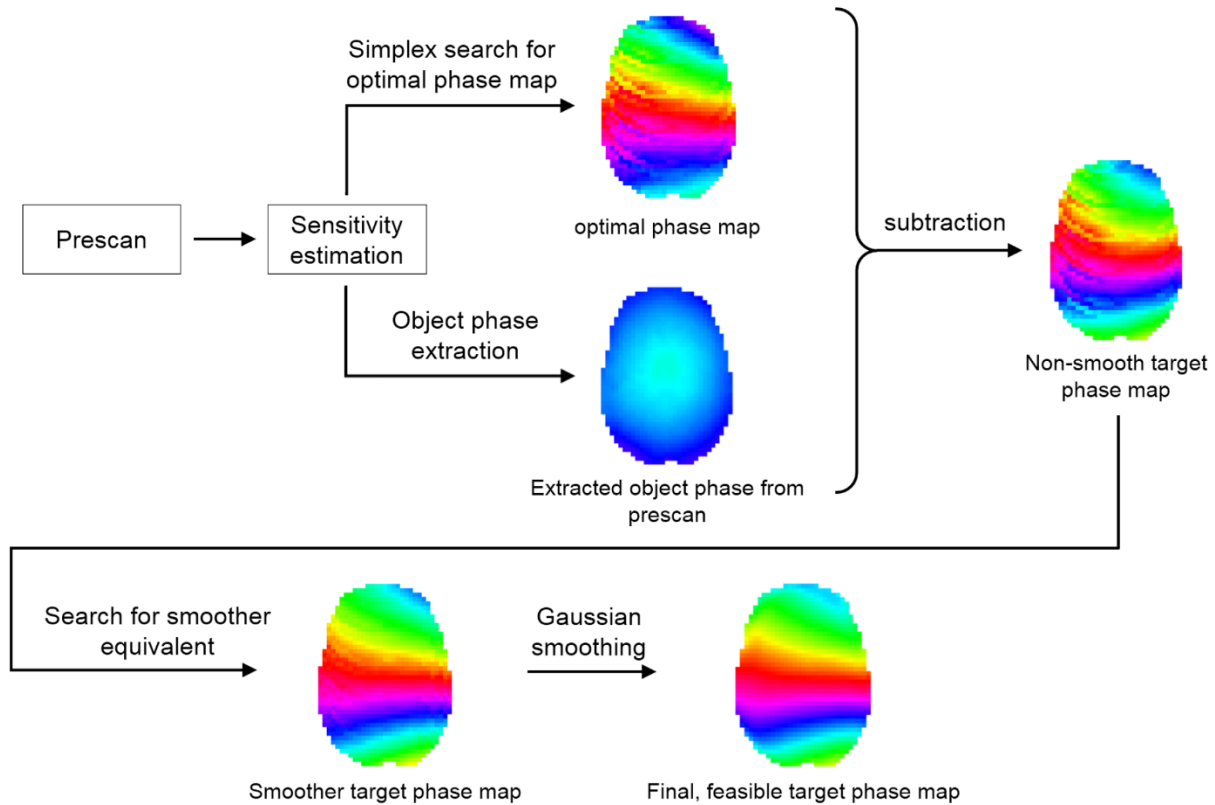 Simplex search for
optimal phase map
optimal phase map
Prescan
Sensitivity
estimation
subtraction
Object phase
extraction
Non-smooth target
phase map
Extracted object phase from
prescan
Search for smoother
equivalent
Gaussian
smoothing
Smoother target phase map
Final, feasible target phase map